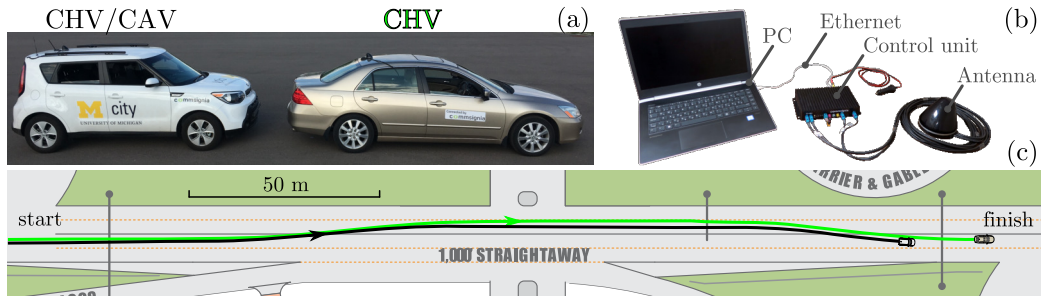 CHV/CAV
CHV
(a)
M city
UNIVERSITY OF MICHIGAN
commsignia
commsignia
(b)
PC
Ethernet
Control unit
Antenna
(c)
50 m
RRIER & GABLE
start
finish
1,000' STRAIGHTAWAY